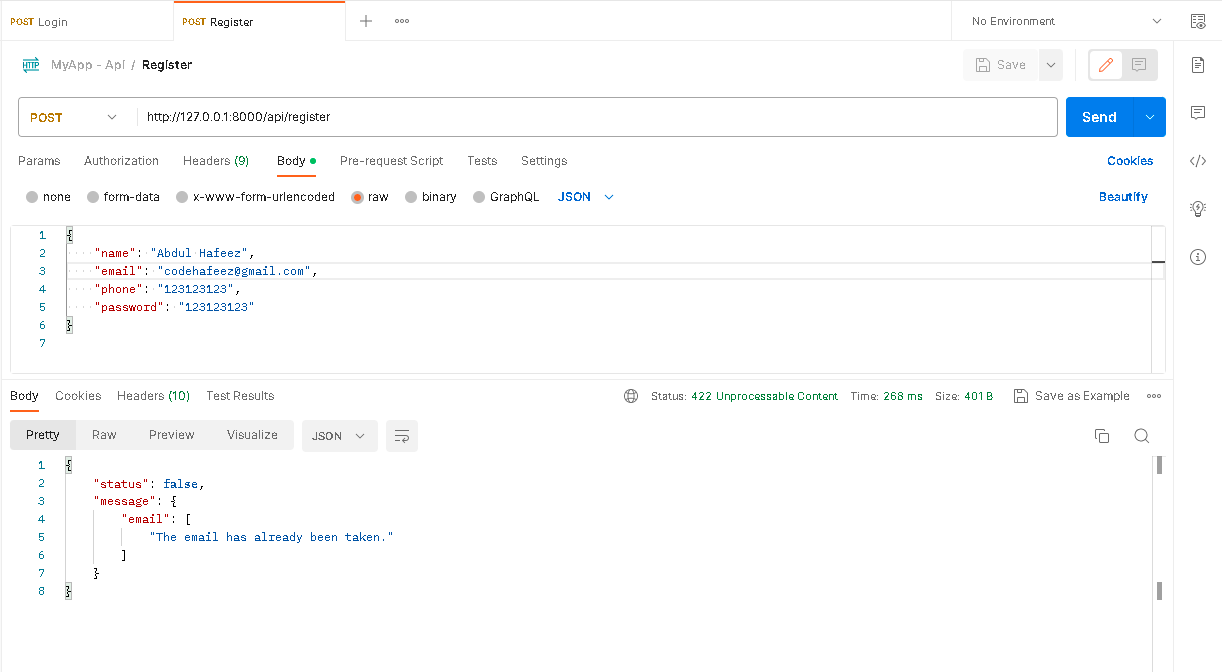 POST Login POST Register No Environment
HTTP MyApp - Api / Register Save
POST http://127.0.0.1:8000/api/register Send
Params Authorization Headers (9) Body Pre-request Script Tests Settings Cookies
none form-data x-www-form-urlencoded raw binary GraphQL JSON Beautify
1 {
2 "name": "Abdul Hafeez",
3 "email": "codehafeez@gmail.com",
4 "phone": "123123123",
5 "password": "123123123"
6 }
7
Body Cookies Headers (10) Test Results Status: 422 Unprocessable Content Time: 268 ms Size: 401 B Save as Example
Pretty Raw Preview Visualize JSON
1 {
2 "status": false,
3 "message": {
4 "email": [
5 "The email has already been taken."
6 ]
7 }
8 }